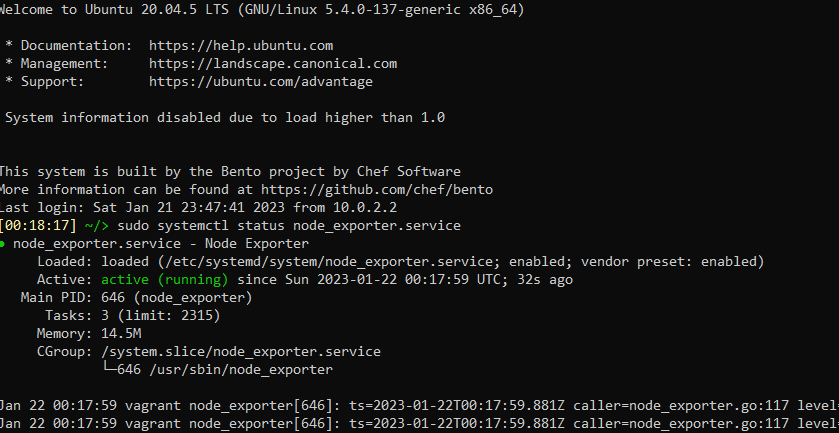 Welcome to Ubuntu 20.04.5 LTS (GNU/Linux 5.4.0-137-generic x86_64)
* Documentation:  https://help.ubuntu.com
* Management:     https://landscape.canonical.com
* Support:        https://ubuntu.com/advantage
System information disabled due to load higher than 1.0
This system is built by the Bento project by Chef Software
More information can be found at https://github.com/chef/bento
Last login: Sat Jan 21 23:47:41 2023 from 10.0.2.2
[00:18:17] ~/> sudo systemctl status node_exporter.service
● node_exporter.service - Node Exporter
Loaded: loaded (/etc/systemd/system/node_exporter.service; enabled; vendor preset: enabled)
Active: active (running) since Sun 2023-01-22 00:17:59 UTC; 32s ago
Main PID: 646 (node_exporter)
Tasks: 3 (limit: 2315)
Memory: 14.5M
CGroup: /system.slice/node_exporter.service
└─646 /usr/sbin/node_exporter
Jan 22 00:17:59 vagrant node_exporter[646]: ts=2023-01-22T00:17:59.881Z caller=node_exporter.go:117 level
Jan 22 00:17:59 vagrant node_exporter[646]: ts=2023-01-22T00:17:59.881Z caller=node_exporter.go:117 level